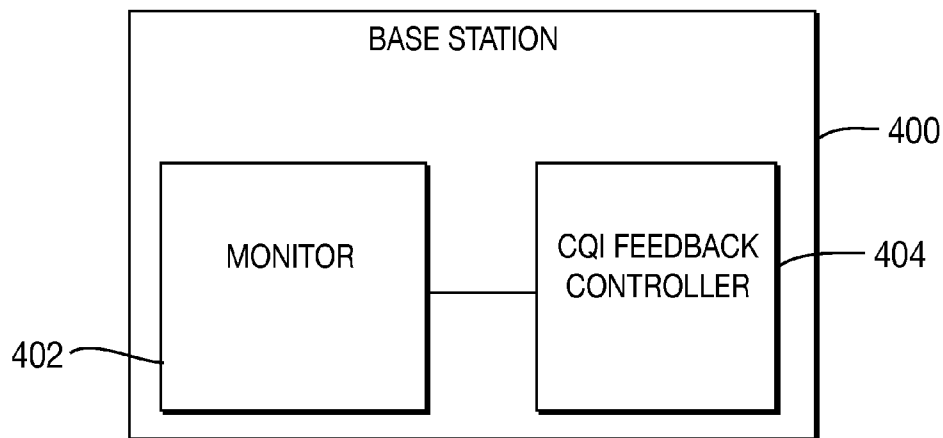 BASE STATION
400
MONITOR
CQI FEEDBACK
CONTROLLER
404
402